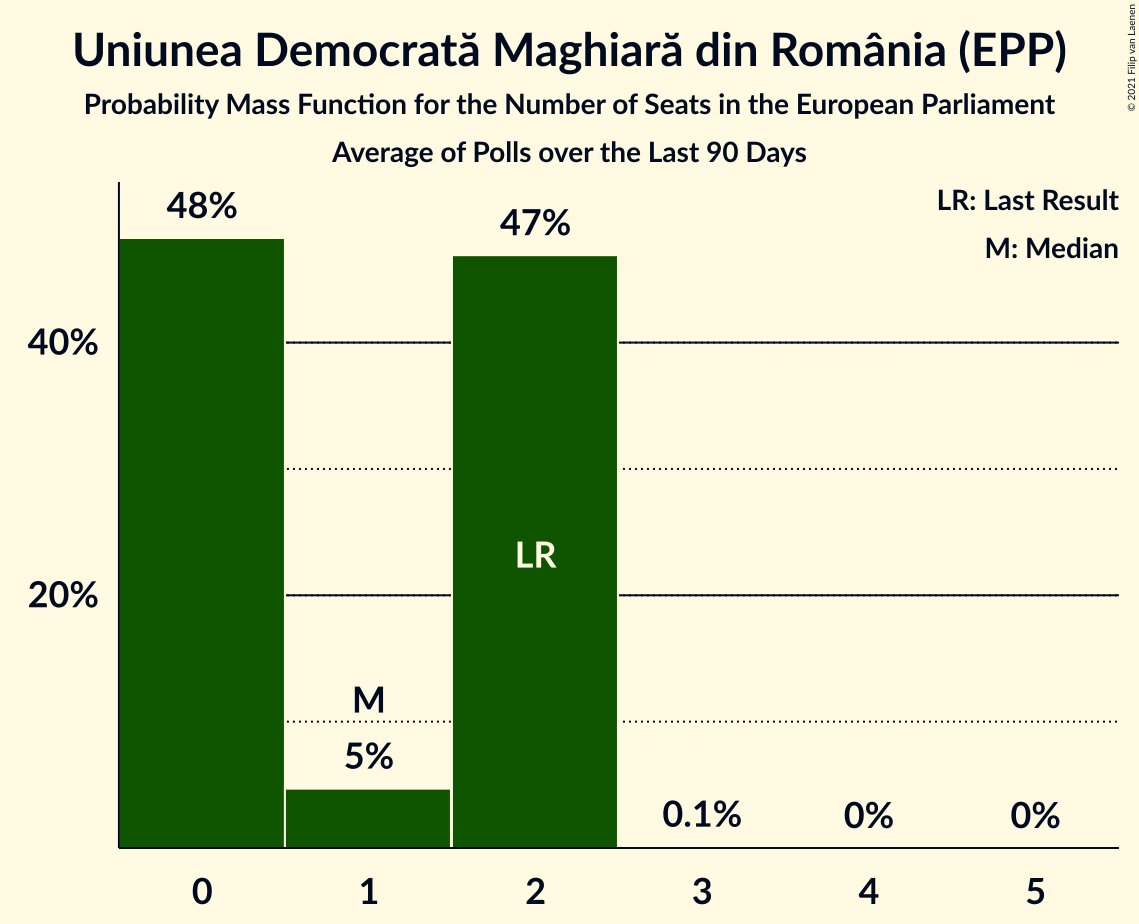 Uniunea Democrată Maghiară din România (EPP)
Probability Mass Function for the Number of Seats in the European Parliament
Average of Polls over the Last 90 Days
© 2021 Filip van Laenen
LR: Last Result
M: Median
48%
47%
40%
LR
20%
M
5%
0.1%
0%
0%
0 1 2 3 4 5